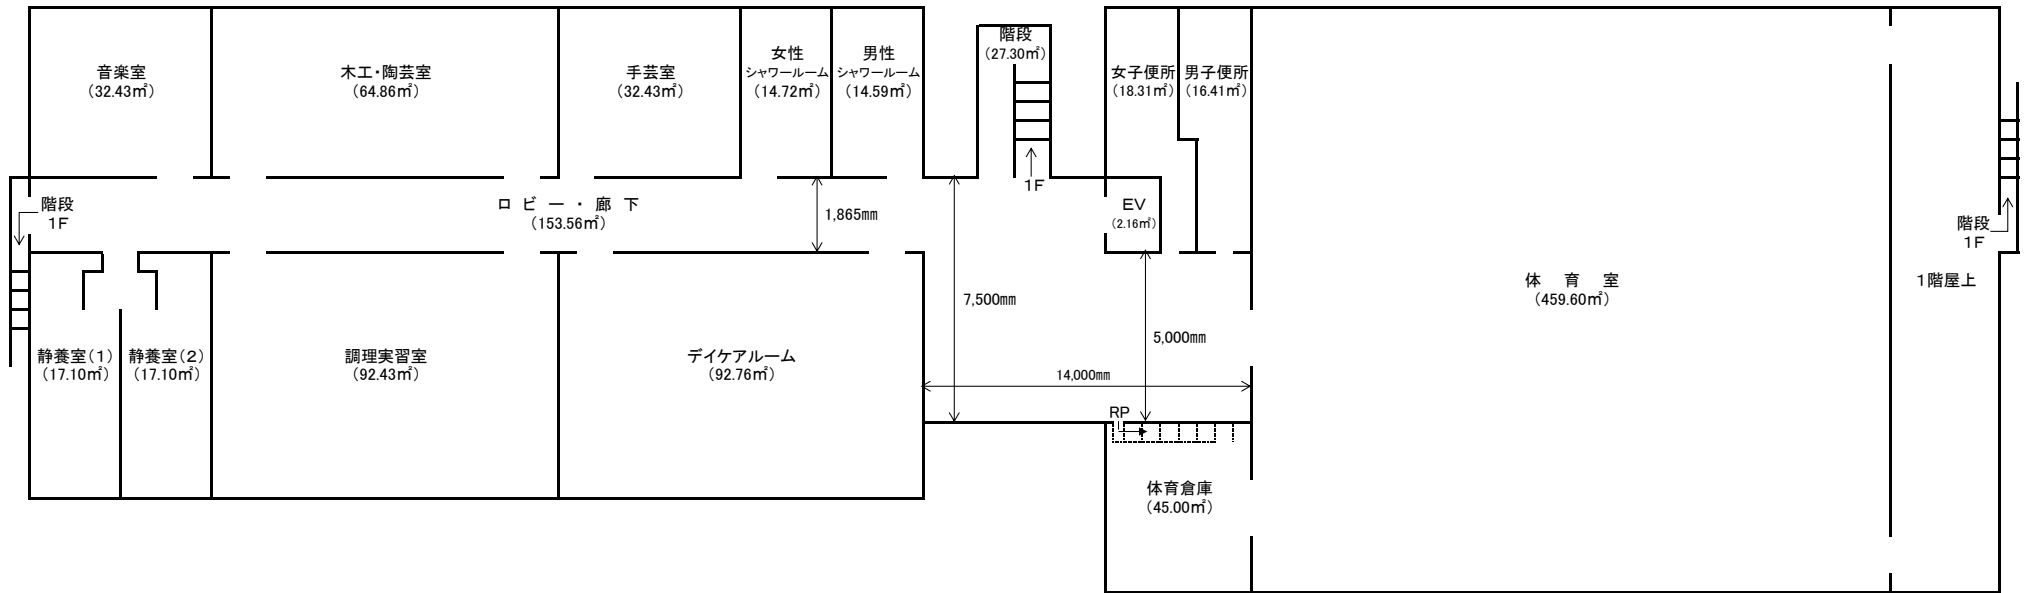 音楽室
（32.43㎡）
木工・陶芸室
（64.86㎡）
手芸室
（32.43㎡）
女性
シャワールーム
（14.72㎡）
男性
シャワールーム
（14.59㎡）
階段
（27.30㎡）
女子便所
（18.31㎡）
男子便所
（16.41㎡）
階段
1F
ロビー・廊下
（153.56㎡）
1,865mm
1F
EV
（2.16㎡）
階段
1F
7,500mm
5,000mm
14,000mm
体育室
（459.60㎡）
1階屋上
静養室（1）
（17.10㎡）
静養室（2）
（17.10㎡）
調理実習室
（92.43㎡）
デイケアルーム
（92.76㎡）
RP
体育倉庫
（45.00㎡）